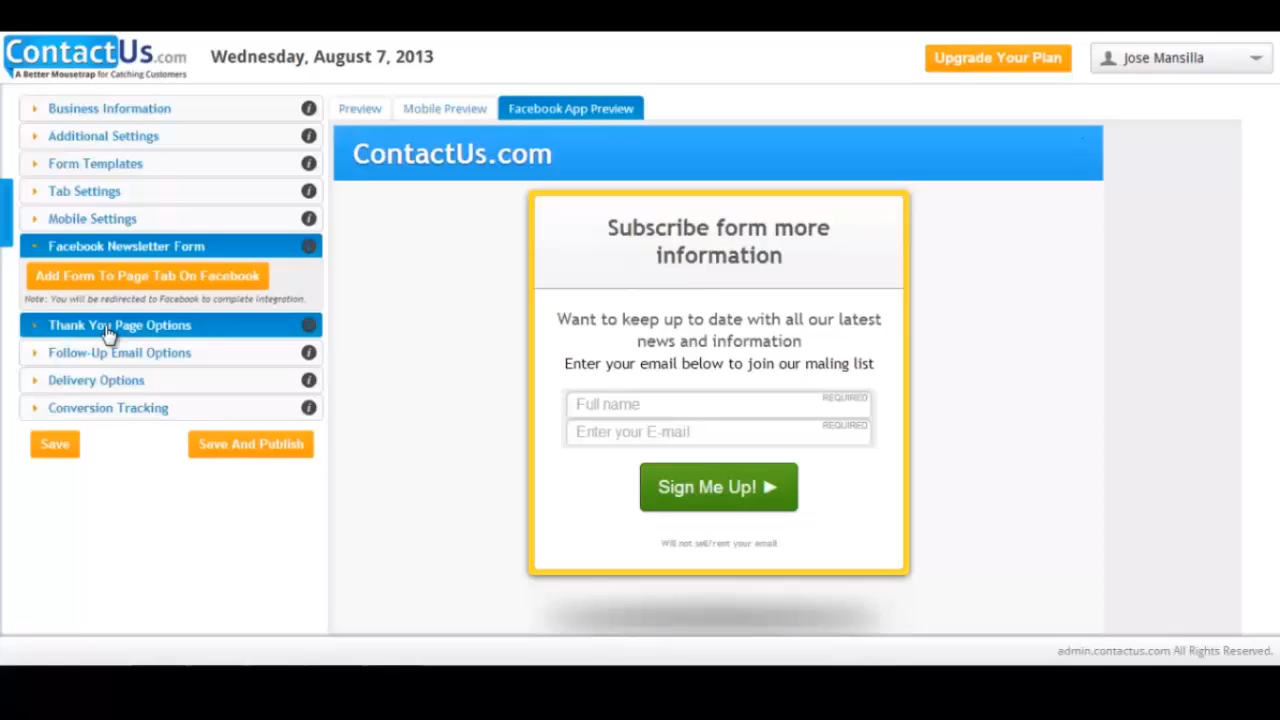 ContactUs.com
A Better Mousetrap for Catching Customers
Wednesday, August 7, 2013
Upgrade Your Plan
Jose Mansilla
Business Information
Additional Settings
Form Templates
Tab Settings
Mobile Settings
Facebook Newsletter Form
Add Form To Page Tab On Facebook
Note: You will be redirected to Facebook to complete integration.
Thank You Page Options
Follow-Up Email Options
Delivery Options
Conversion Tracking
Save
Save And Publish
Preview
Mobile Preview
Facebook App Preview
ContactUs.com
Subscribe form more
information
Want to keep up to date with all our latest
news and information
Enter your email below to join our maling list
Full name
REQUIRED
Enter your E-mail
REQUIRED
Sign Me Up!
Will not sell/rent your email
admin.contactus.com All Rights Reserved.